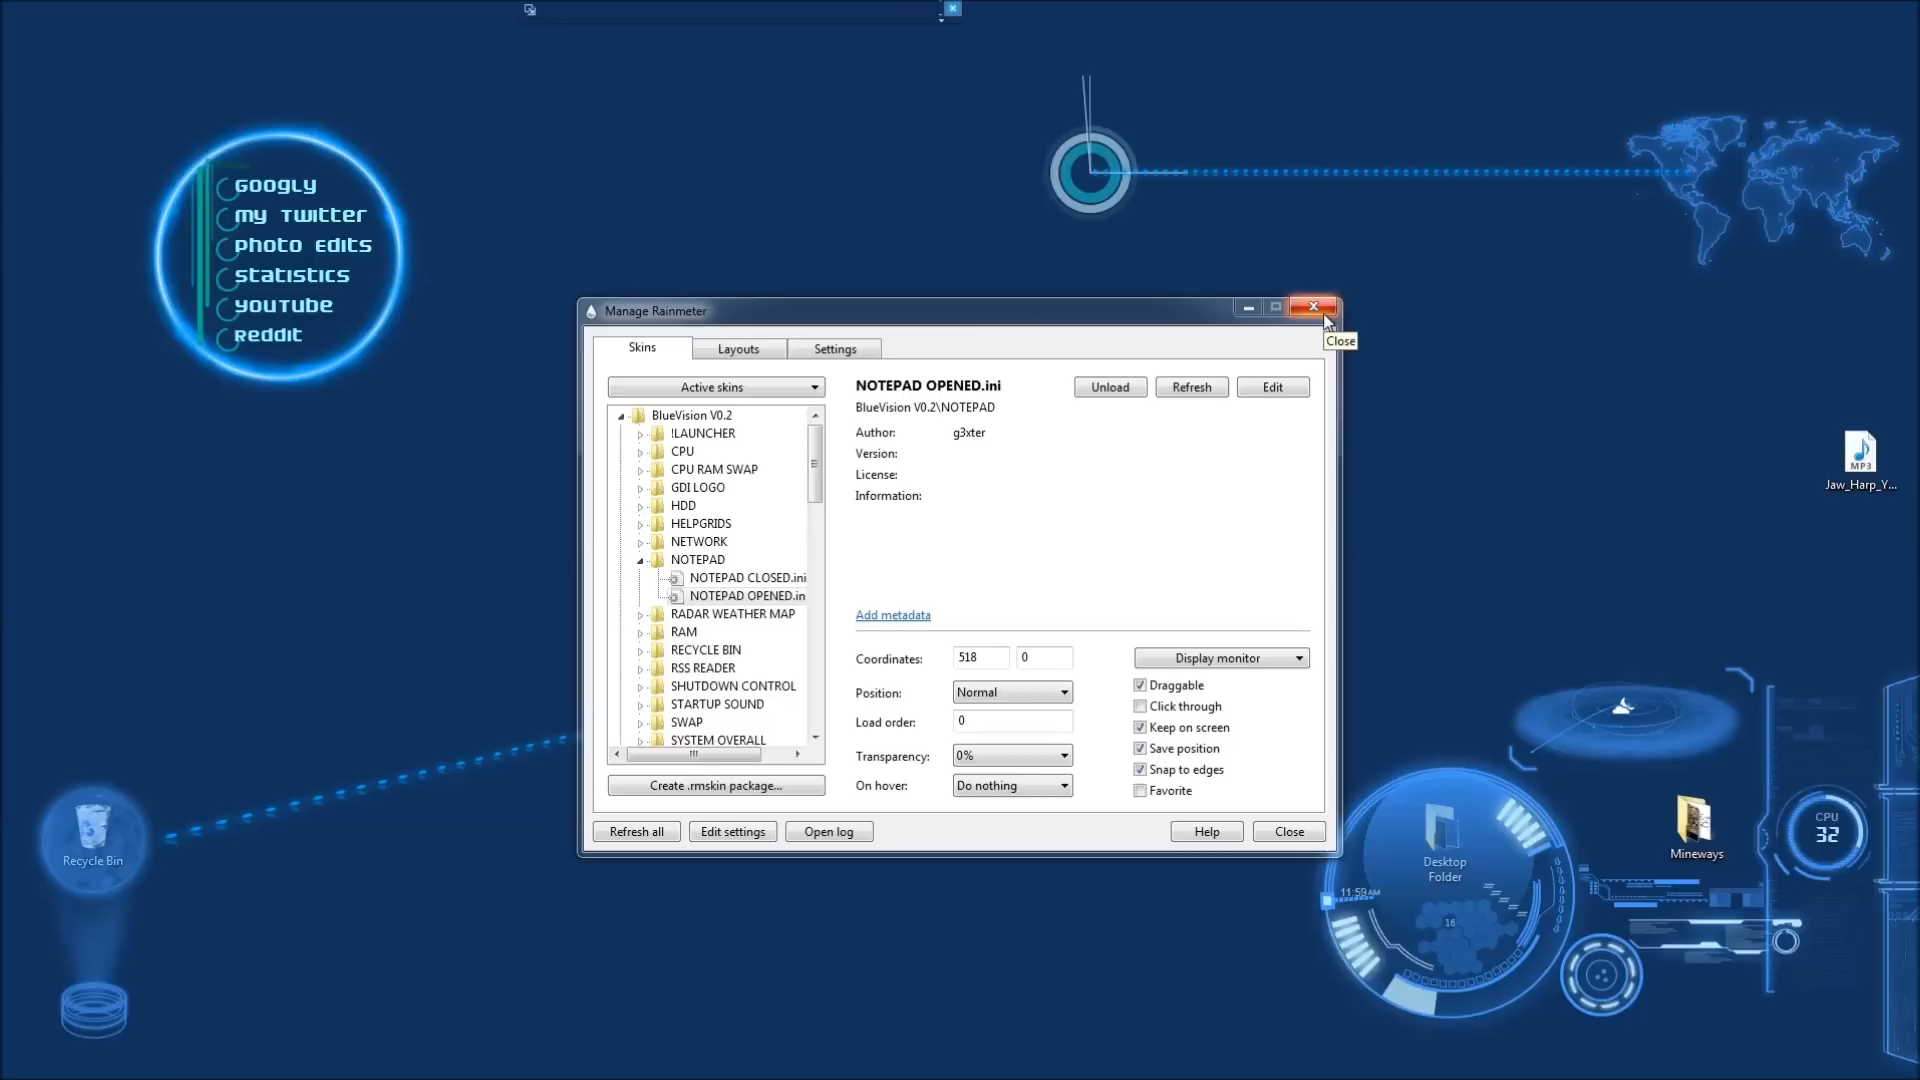 Googly
my Twitter
Photo Edits
Statistics
YouTube
Reddit
Manage Rainmeter
Close
Skins
Layouts
Settings
Active skins
BlueVision V0.2
!LAUNCHER
CPU
CPU RAM SWAP
GDI LOGO
HDD
HELPGRIDS
NETWORK
NOTEPAD
NOTEPAD CLOSED.ini
NOTEPAD OPENED.in
RADAR WEATHER MAP
RAM
RECYCLE BIN
RSS READER
SHUTDOWN CONTROL
STARTUP SOUND
SWAP
SYSTEM OVERALL
Create .rmskin package...
NOTEPAD OPENED.ini
Unload
Refresh
Edit
BlueVision V0.2\NOTEPAD
Author: g3xter
Version:
License:
Information:
Add metadata
Coordinates: 518 0
Display monitor
Position: Normal
Load order: 0
Transparency: 0%
On hover: Do nothing
Draggable
Click through
Keep on screen
Save position
Snap to edges
Favorite
Refresh all
Edit settings
Open log
Help
Close
MP3
Jaw_Harp_Y...
Recycle Bin
Desktop
Folder
11:59AM
16
Mineways
CPU
32